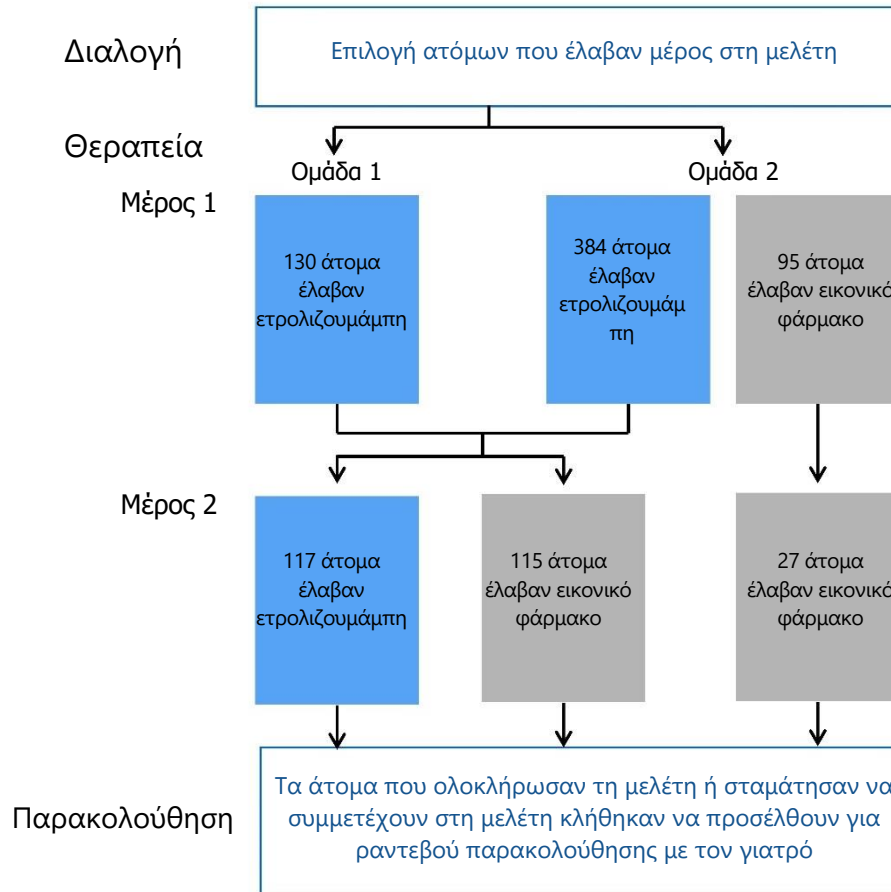 Διαλογή
Επιλογή ατόμων που έλαβαν μέρος στη μελέτη
Θεραπεία
Ομάδα 1
Ομάδα 2
Μέρος 1
130 άτομα
έλαβαν
ετρολιζουμάμπη
384 άτομα
έλαβαν
ετρολιζουμάμ
πη
95 άτομα
έλαβαν εικονικό
φάρμακο
Μέρος 2
117 άτομα
έλαβαν
ετρολιζουμάμπη
115 άτομα
έλαβαν εικονικό
φάρμακο
27 άτομα
έλαβαν εικονικό
φάρμακο
Παρακολούθηση
Τα άτομα που ολοκλήρωσαν τη μελέτη ή σταμάτησαν να
συμμετέχουν στη μελέτη κλήθηκαν να προσέλθουν για
ραντεβού παρακολούθησης με τον γιατρό